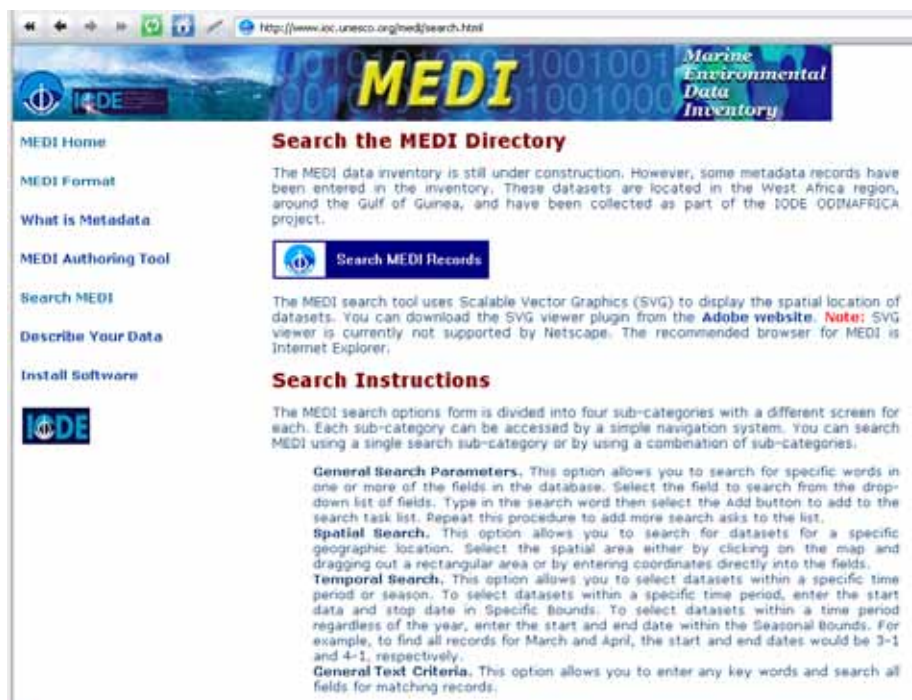 http://www.ioc.unesco.org/medi/search.html
IODE
MEDI
Marine
Environmental
Data
Inventory
MEDI Home
MEDI Format
What is Metadata
MEDI Authoring Tool
Search MEDI
Describe Your Data
Install Software
IODE
Search the MEDI Directory
The MEDI data inventory is still under construction. However, some metadata records have
been entered in the inventory. These datasets are located in the West Africa region,
around the Gulf of Guinea, and have been collected as part of the IODE ODINAFRICA
project.
Search MEDI Records
The MEDI search tool uses Scalable Vector Graphics (SVG) to display the spatial location of
datasets. You can download the SVG viewer plugin from the Adobe website. Note: SVG
viewer is currently not supported by Netscape. The recommended browser for MEDI is
Internet Explorer.
Search Instructions
The MEDI search options form is divided into four sub-categories with a different screen for
each. Each sub-category can be accessed by a simple navigation system. You can search
MEDI using a single search sub-category or by using a combination of sub-categories.
General Search Parameters. This option allows you to search for specific words in
one or more of the fields in the database. Select the field to search from the drop-
down list of fields. Type in the search word then select the Add button to add to the
search task list. Repeat this procedure to add more search asks to the list.
Spatial Search. This option allows you to search for datasets for a specific
geographic location. Select the spatial area either by clicking on the map and
dragging out a rectangular area or by entering coordinates directly into the fields.
Temporal Search. This option allows you to select datasets within a specific time
period or season. To select datasets within a specific time period, enter the start
data and stop date in Specific Bounds. To select datasets within a time period
regardless of the year, enter the start and end date within the Seasonal Bounds. For
example, to find all records for March and April, the start and end dates would be 3-1
and 4-1, respectively.
General Text Criteria. This option allows you to enter any key words and search all
fields for matching records.